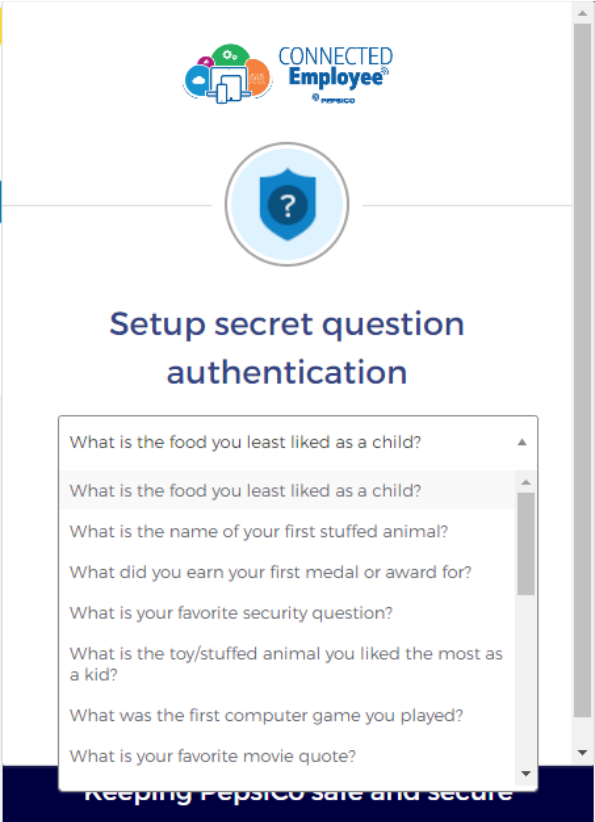 CONNECTED
Employee
PEPSICO
?
Setup secret question
authentication
What is the food you least liked as a child?
What is the food you least liked as a child?
What is the name of your first stuffed animal?
What did you earn your first medal or award for?
What is your favorite security question?
What is the toy/stuffed animal you liked the most as
a kid?
What was the first computer game you played?
What is your favorite movie quote?
Keeping PepsiCo safe and secure